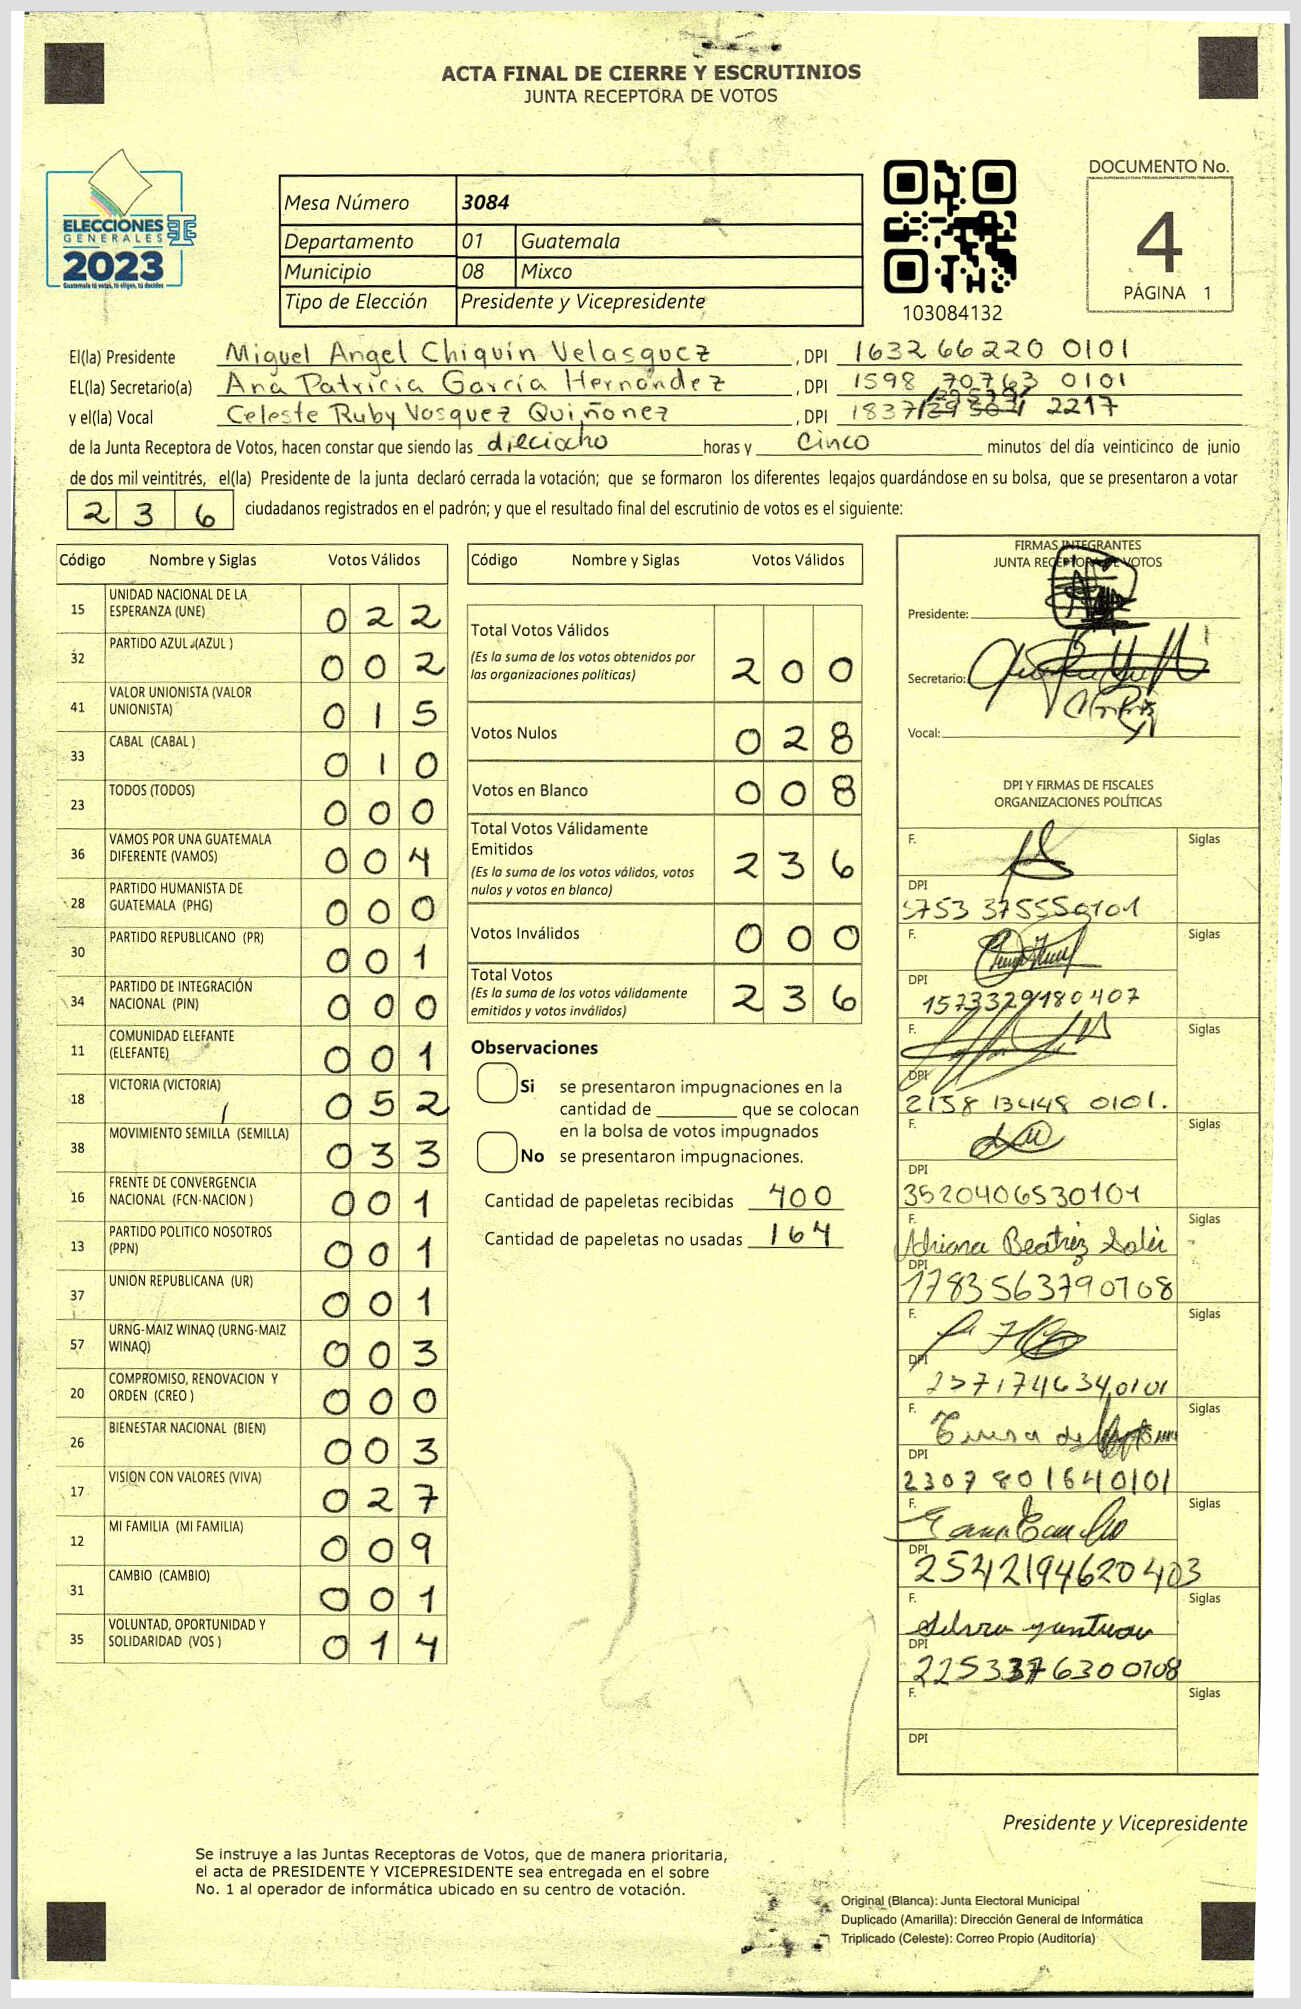 ACTA FINAL DE CIERRE Y ESCRUTINIOS
JUNTA RECEPTORA DE VOTOS
ELECCIONES
GENERALES
2023
Guatemala tú votas, tú eliges, tú decides
Mesa Número 3084
Departamento 01 Guatemala
Municipio 08 Mixco
Tipo de Elección Presidente y Vicepresidente
103084132
DOCUMENTO No.
4
PÁGINA 1
El(la) Presidente Miguel Angel Chiquín Velasquez , DPI 1632 66220 0101
EL(la) Secretario(a) Ana Patricia García Hernández , DPI 1598 70763 0101
y el(la) Vocal Celeste Ruby Vasquez Quiñonez , DPI 1837 2217
de la Junta Receptora de Votos, hacen constar que siendo las dieciocho horas y cinco minutos del día veinticinco de junio
de dos mil veintitrés, el(la) Presidente de la junta declaró cerrada la votación; que se formaron los diferentes legajos guardándose en su bolsa, que se presentaron a votar
2 3 6 ciudadanos registrados en el padrón; y que el resultado final del escrutinio de votos es el siguiente:
Código Nombre y Siglas Votos Válidos
15 UNIDAD NACIONAL DE LA ESPERANZA (UNE) 0 2 2
32 PARTIDO AZUL (AZUL ) 0 0 2
41 VALOR UNIONISTA (VALOR UNIONISTA) 0 1 5
33 CABAL (CABAL ) 0 1 0
23 TODOS (TODOS) 0 0 0
36 VAMOS POR UNA GUATEMALA DIFERENTE (VAMOS) 0 0 4
28 PARTIDO HUMANISTA DE GUATEMALA (PHG) 0 0 0
30 PARTIDO REPUBLICANO (PR) 0 0 1
34 PARTIDO DE INTEGRACIÓN NACIONAL (PIN) 0 0 0
11 COMUNIDAD ELEFANTE (ELEFANTE) 0 0 1
18 VICTORIA (VICTORIA) 0 5 2
38 MOVIMIENTO SEMILLA (SEMILLA) 0 3 3
16 FRENTE DE CONVERGENCIA NACIONAL (FCN-NACION ) 0 0 1
13 PARTIDO POLITICO NOSOTROS (PPN) 0 0 1
37 UNION REPUBLICANA (UR) 0 0 1
57 URNG-MAIZ WINAQ (URNG-MAIZ WINAQ) 0 0 3
20 COMPROMISO, RENOVACION Y ORDEN (CREO ) 0 0 0
26 BIENESTAR NACIONAL (BIEN) 0 0 3
17 VISION CON VALORES (VIVA) 0 2 7
12 MI FAMILIA (MI FAMILIA) 0 0 9
31 CAMBIO (CAMBIO) 0 0 1
35 VOLUNTAD, OPORTUNIDAD Y SOLIDARIDAD (VOS ) 0 1 4
Código Nombre y Siglas Votos Válidos
Total Votos Válidos
(Es la suma de los votos obtenidos por
las organizaciones políticas) 2 0 0
Votos Nulos 0 2 8
Votos en Blanco 0 0 8
Total Votos Válidamente
Emitidos
(Es la suma de los votos válidos, votos
nulos y votos en blanco) 2 3 6
Votos Inválidos 0 0 0
Total Votos
(Es la suma de los votos válidamente
emitidos y votos inválidos) 2 3 6
Observaciones
Si se presentaron impugnaciones en la
cantidad de ________ que se colocan
en la bolsa de votos impugnados
No se presentaron impugnaciones.
Cantidad de papeletas recibidas 400
Cantidad de papeletas no usadas 164
FIRMAS INTEGRANTES
JUNTA RECEPTORA DE VOTOS
Presidente:
Secretario:
Vocal:
DPI Y FIRMAS DE FISCALES
ORGANIZACIONES POLÍTICAS
F. Siglas
DPI
F. Siglas
DPI
1573329180407
F. Siglas
DPI
2158 13448 0101.
F. Siglas
DPI
3520406530101
F. Adriana Beatriz Siglas
DPI
1783563790708
F. Siglas
DPI
F. Siglas
DPI
2307 801640101
F. Siglas
DPI
2542194620403
F. Siglas
DPI
F. Siglas
DPI
Presidente y Vicepresidente
Se instruye a las Juntas Receptoras de Votos, que de manera prioritaria,
el acta de PRESIDENTE Y VICEPRESIDENTE sea entregada en el sobre
No. 1 al operador de informática ubicado en su centro de votación.
Original (Blanca): Junta Electoral Municipal
Duplicado (Amarilla): Dirección General de Informática
Triplicado (Celeste): Correo Propio (Auditoría)